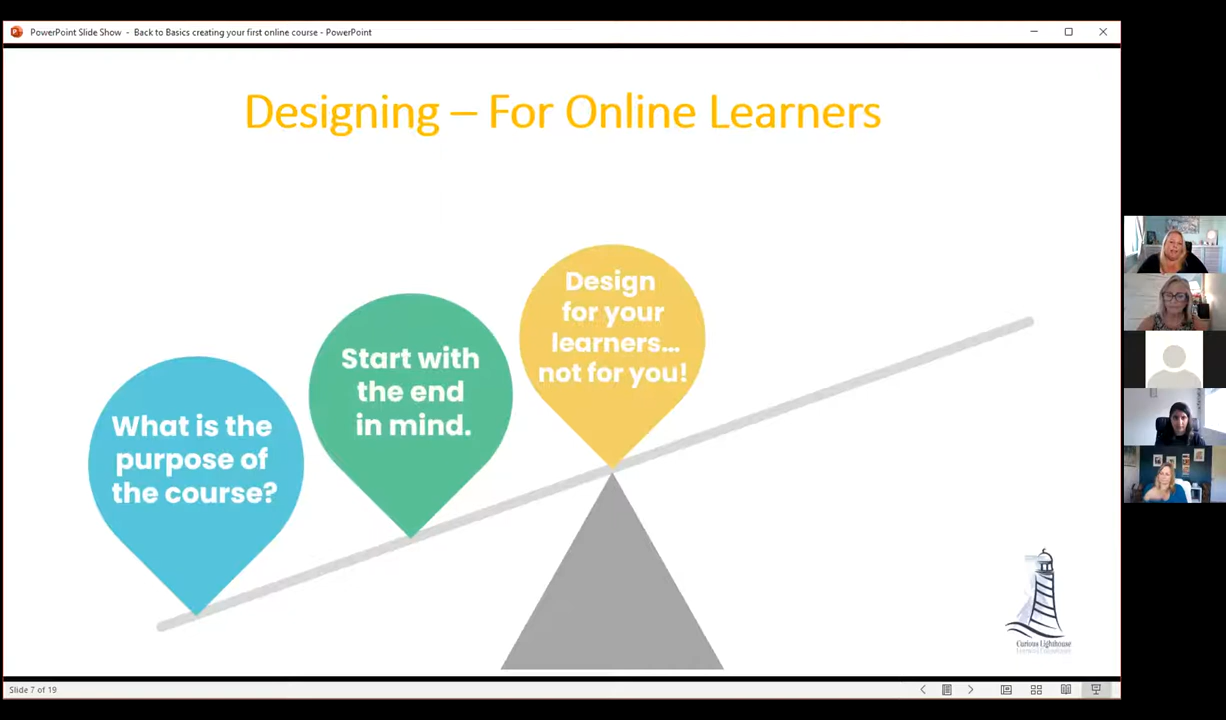 PowerPoint Slide Show - Back to Basics creating your first online course - PowerPoint
Designing – For Online Learners
Design
for your
learners...
not for you!
Start with
the end
in mind.
What is the
purpose of
the course?
Curious Lighthouse
Slide 7 of 19